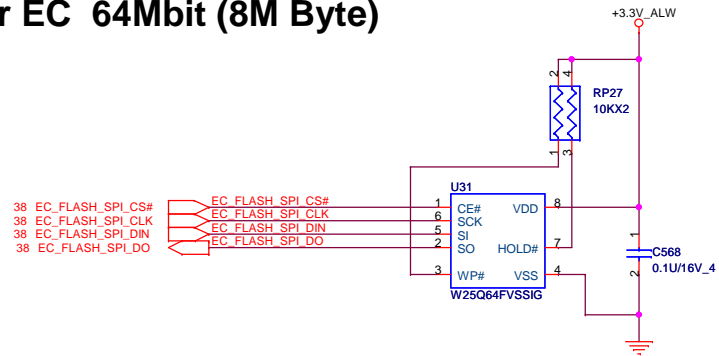 r EC 64Mbit (8M Byte)
+3.3V_ALW
2 4
RP27
10KX2
1 3
U31
38 EC_FLASH_SPI_CS# EC_FLASH_SPI_CS# 1 CE# VDD 8
38 EC_FLASH_SPI_CLK EC_FLASH_SPI_CLK 6 SCK
38 EC_FLASH_SPI_DIN EC_FLASH_SPI_DIN 5 SI
38 EC_FLASH_SPI_DO EC_FLASH_SPI_DO 2 SO HOLD# 7
3 WP# VSS 4
W25Q64FVSSIG
1
C568
0.1U/16V_4
2